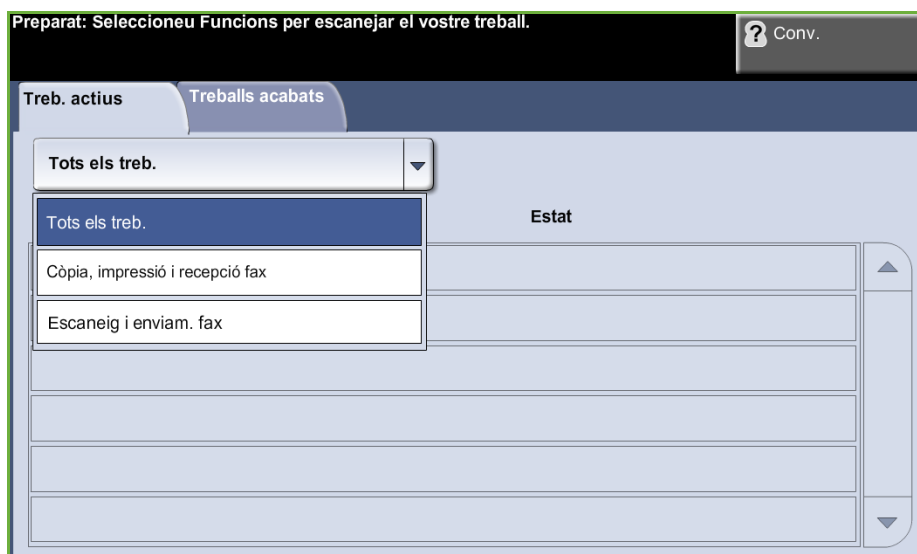 Preparat: Seleccioneu Funcions per escanejar el vostre treball.
? Conv.
Treb. actius
Treballs acabats
Tots els treb.
Tots els treb.
Estat
Còpia, impressió i recepció fax
Escaneig i enviam. fax